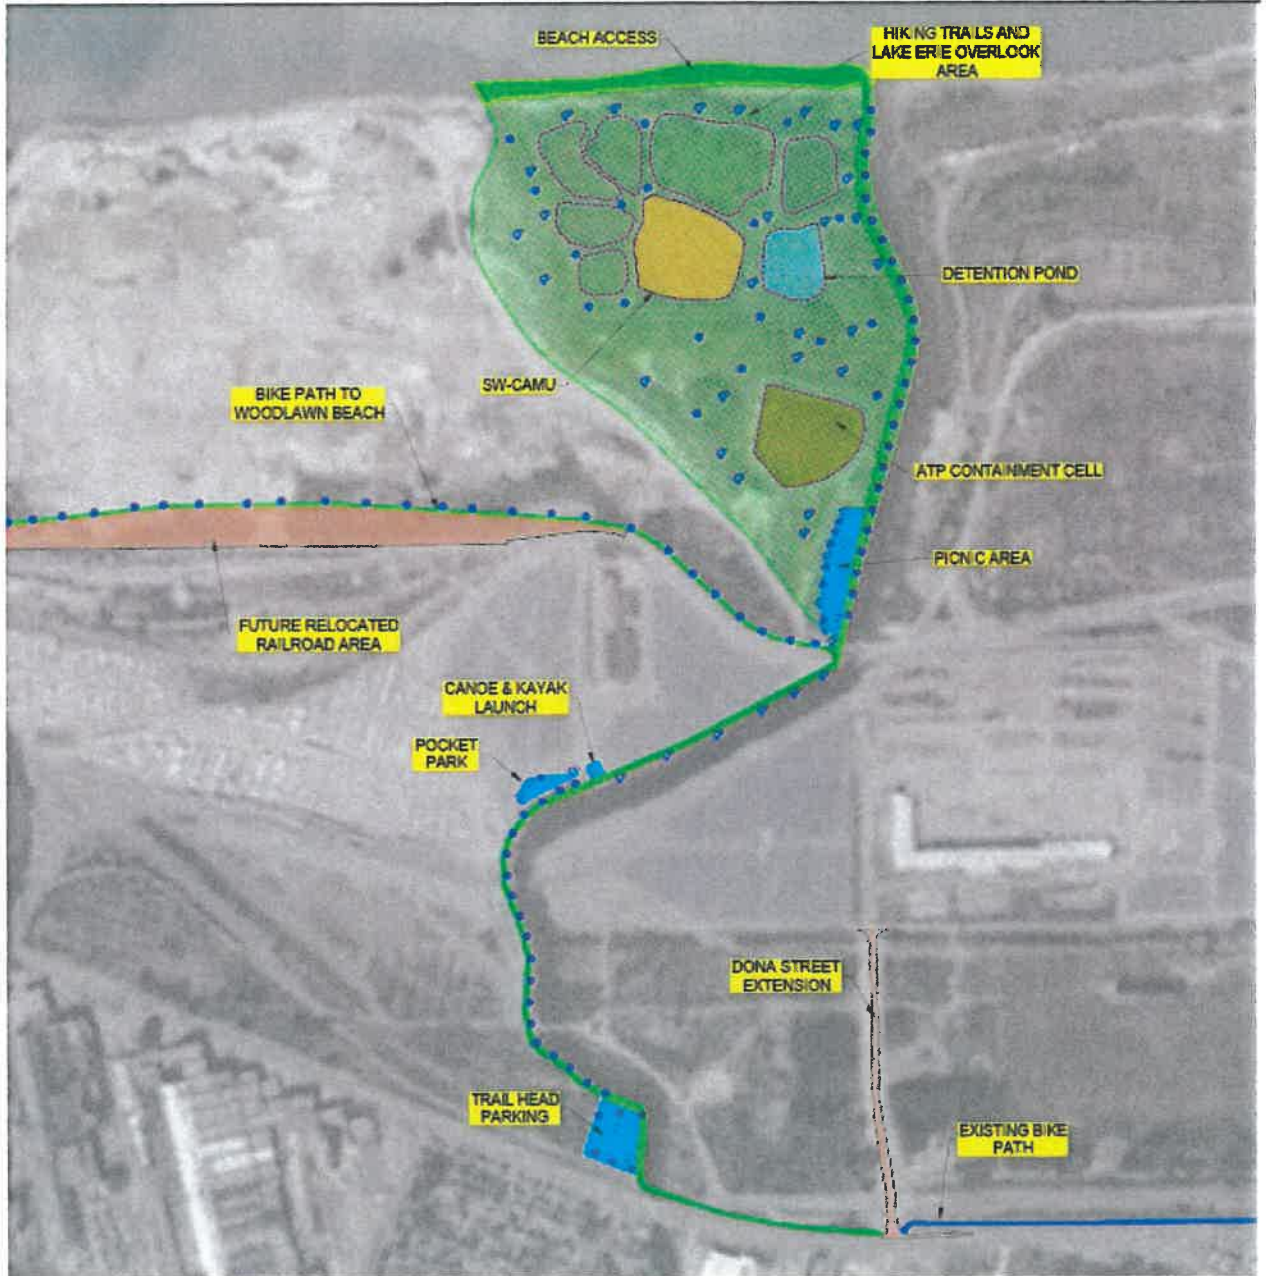 BEACH ACCESS
HIKING TRAILS AND
LAKE ERIE OVERLOOK
AREA
DETENTION POND
SW-CAMU
BIKE PATH TO
WOODLAWN BEACH
ATP CONTAINMENT CELL
PICNIC AREA
FUTURE RELOCATED
RAILROAD AREA
CANOE & KAYAK
LAUNCH
POCKET
PARK
DONA STREET
EXTENSION
TRAIL HEAD
PARKING
EXISTING BIKE
PATH